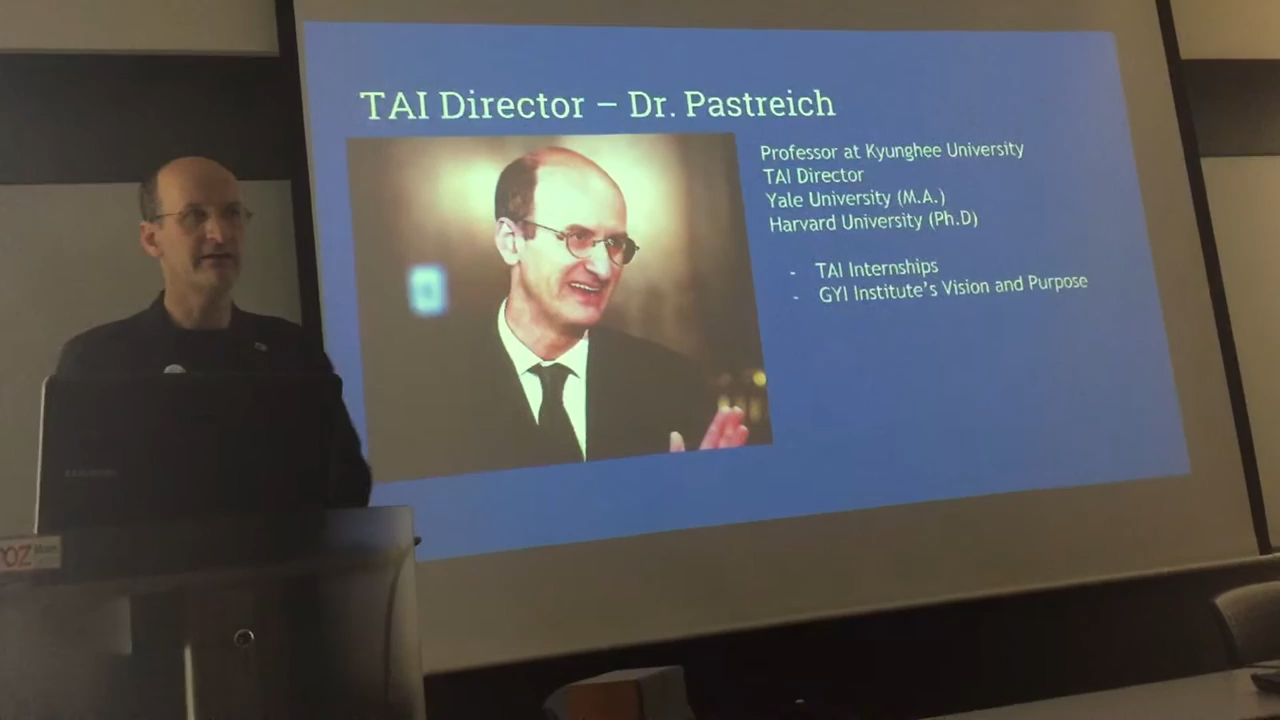 TAI Director – Dr. Pastreich
Professor at Kyunghee University
TAI Director
Yale University (M.A.)
Harvard University (Ph.D)
- TAI Internships
- GYI Institute's Vision and Purpose
OZ